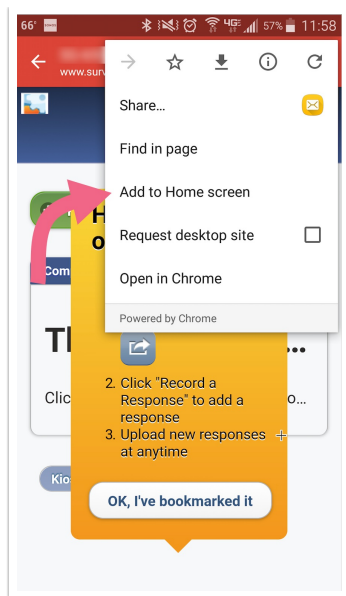 66°
4G
57%
11:58
www.surv
Share...
Find in page
Add to Home screen
Request desktop site
Open in Chrome
Powered by Chrome
H
o
Com
Th
...
Clic
o...
2. Click "Record a
Response" to add a
response
3. Upload new responses
at anytime
Kio
OK, I've bookmarked it